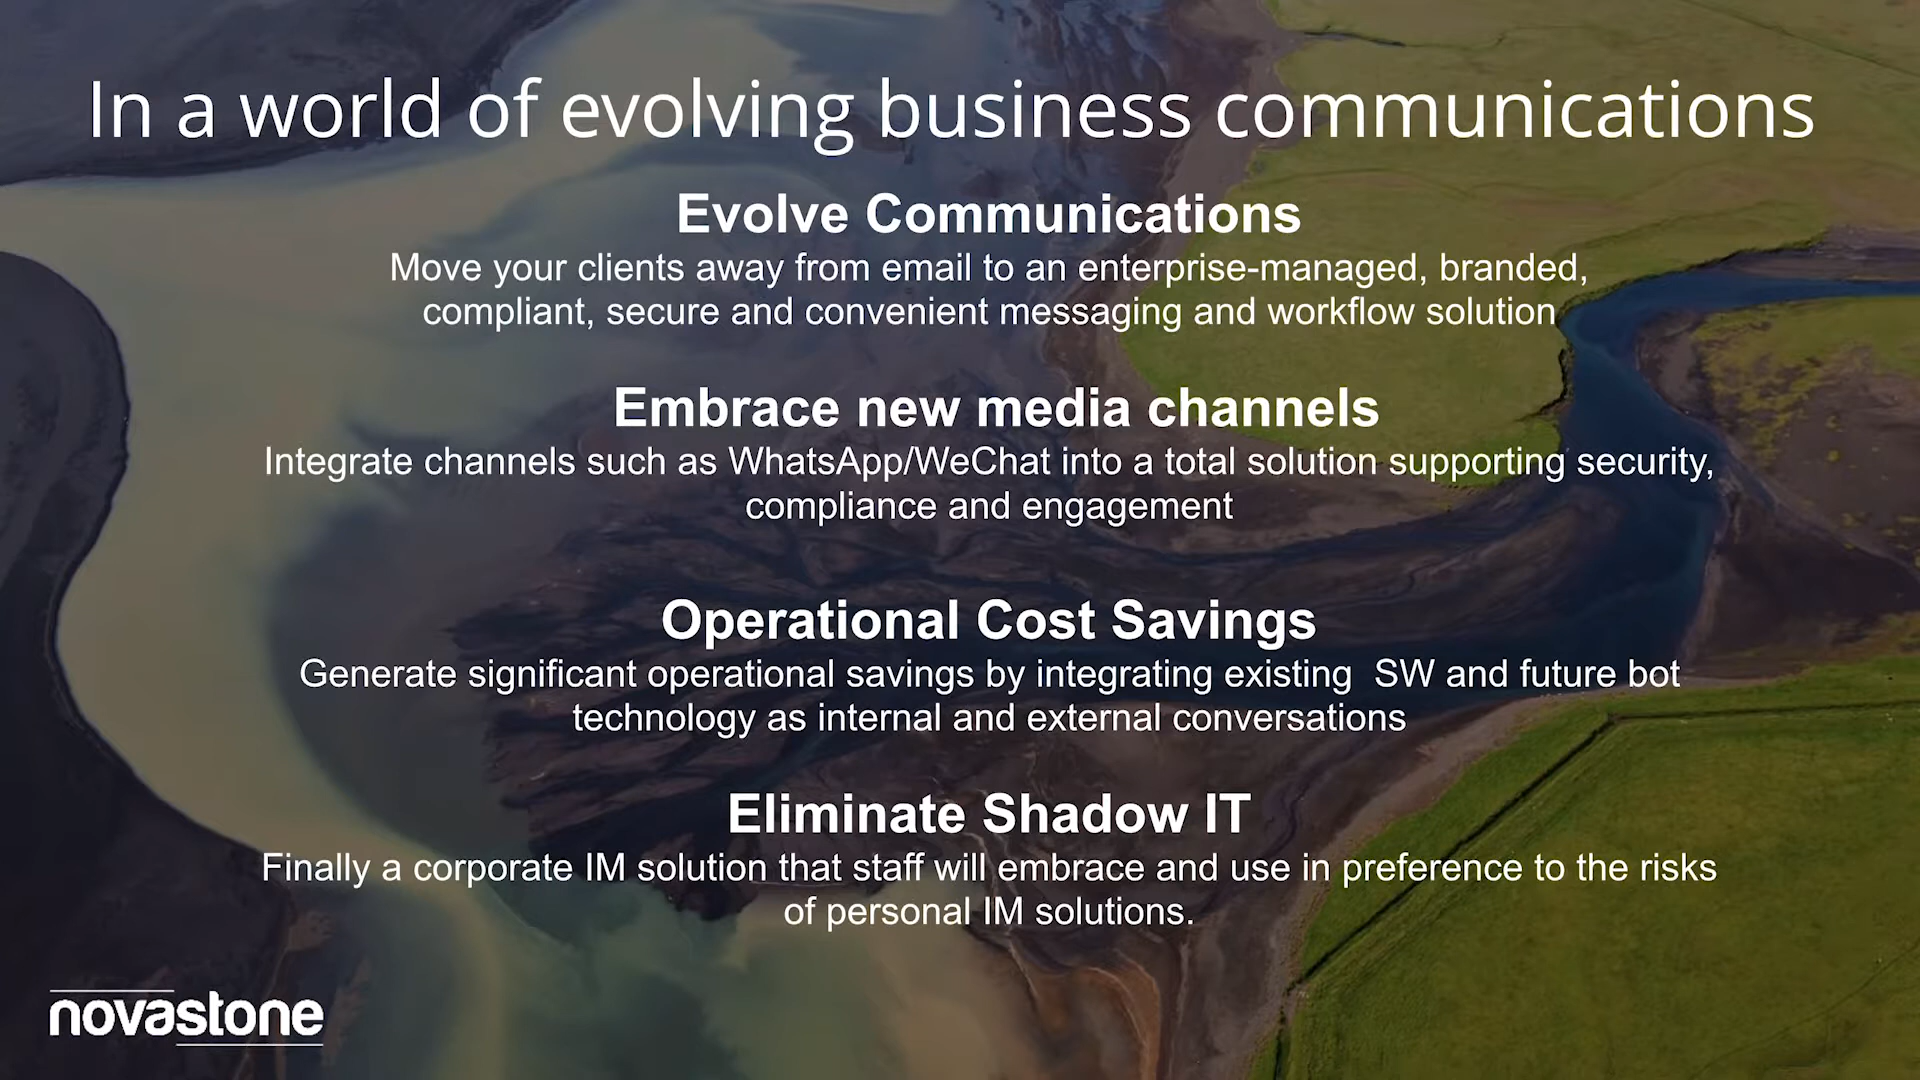 In a world of evolving business communications
Evolve Communications
Move your clients away from email to an enterprise-managed, branded,
compliant, secure and convenient messaging and workflow solution
Embrace new media channels
Integrate channels such as WhatsApp/WeChat into a total solution supporting security,
compliance and engagement
Operational Cost Savings
Generate significant operational savings by integrating existing  SW and future bot
technology as internal and external conversations
Eliminate Shadow IT
Finally a corporate IM solution that staff will embrace and use in preference to the risks
of personal IM solutions.
novastone